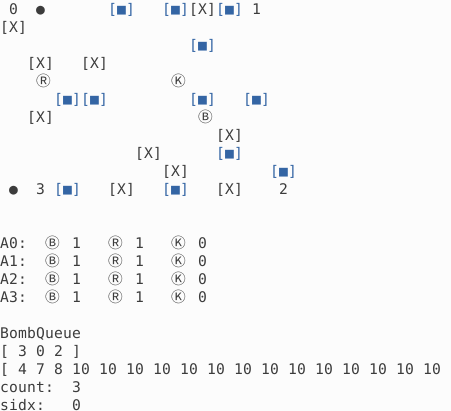 0 ● [■] [■][X][■] 1
[X]
[■]
[X] [X]
Ⓡ Ⓚ
[■][■] [■] [■]
[X] Ⓑ
[X]
[X] [■]
[X] [■]
● 3 [■] [X] [■] [X] 2
A0: Ⓑ 1 Ⓡ 1 Ⓚ 0
A1: Ⓑ 1 Ⓡ 1 Ⓚ 0
A2: Ⓑ 1 Ⓡ 1 Ⓚ 0
A3: Ⓑ 1 Ⓡ 1 Ⓚ 0
BombQueue
[ 3 0 2 ]
[ 4 7 8 10 10 10 10 10 10 10 10 10 10 10 10 10 10
count: 3
sidx: 0